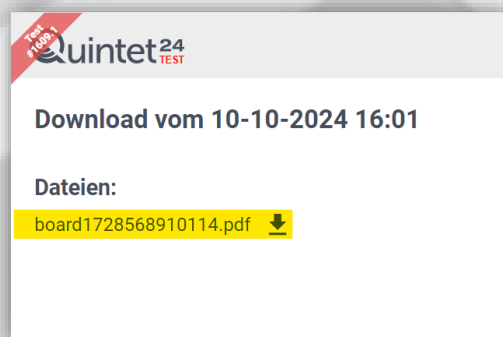 Test
#1609.1
Quintet24
TEST
Download vom 10-10-2024 16:01
Dateien:
board1728568910114.pdf